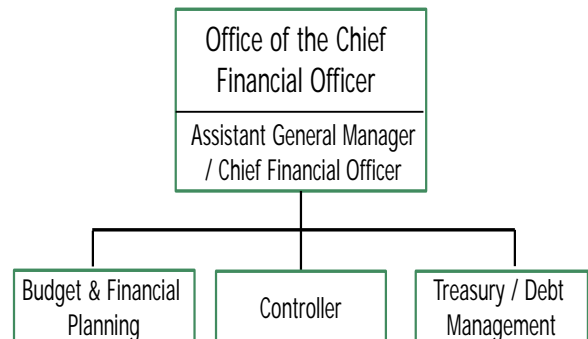 Office of the Chief
Financial Officer
Assistant General Manager
/ Chief Financial Officer
Budget & Financial
Planning
Controller
Treasury / Debt
Management